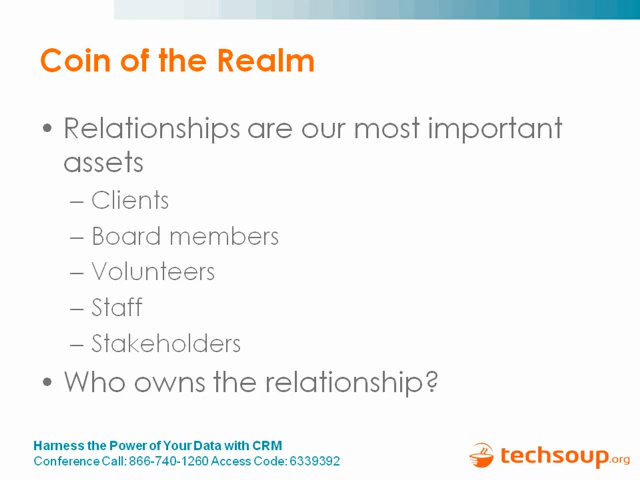 Coin of the Realm
• Relationships are our most important
assets
– Clients
– Board members
– Volunteers
– Staff
– Stakeholders
• Who owns the relationship?
Harness the Power of Your Data with CRM
Conference Call: 866-740-1260 Access Code: 6339392
techsoup.org